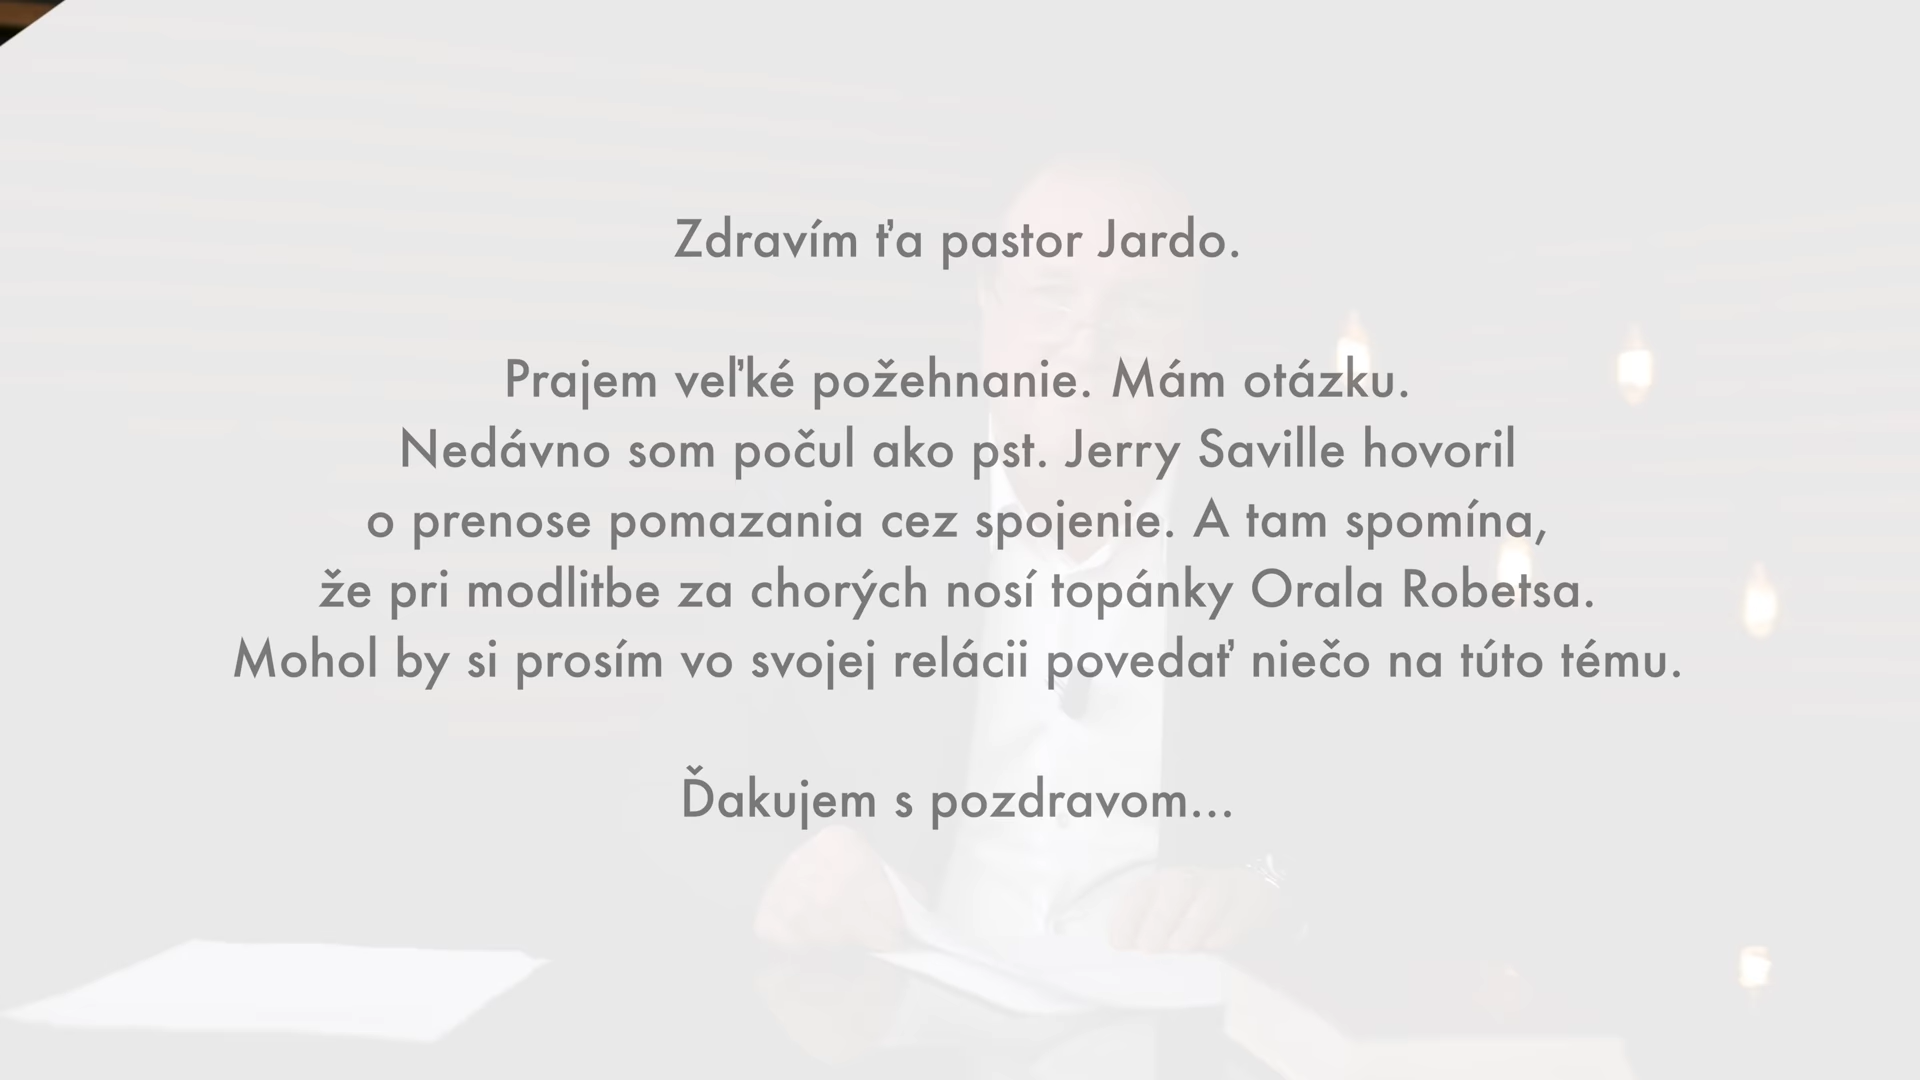 Zdravím ťa pastor Jardo.
Prajem veľké požehnanie. Mám otázku.
Nedávno som počul ako pst. Jerry Saville hovoril
o prenose pomazania cez spojenie. A tam spomína,
že pri modlitbe za chorých nosí topánky Orala Robetsa.
Mohol by si prosím vo svojej relácii povedať niečo na túto tému.
Ďakujem s pozdravom...